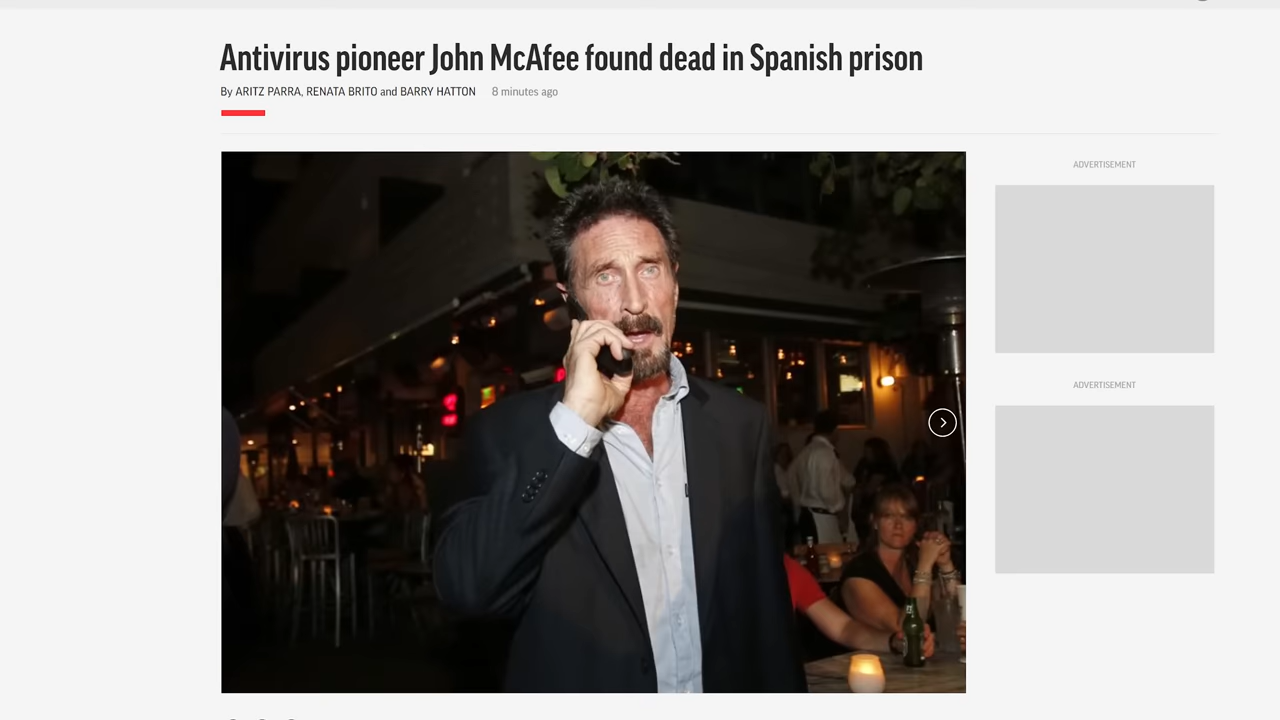 Antivirus pioneer John McAfee found dead in Spanish prison
By ARITZ PARRA, RENATA BRITO and BARRY HATTON 8 minutes ago
ADVERTISEMENT
ADVERTISEMENT